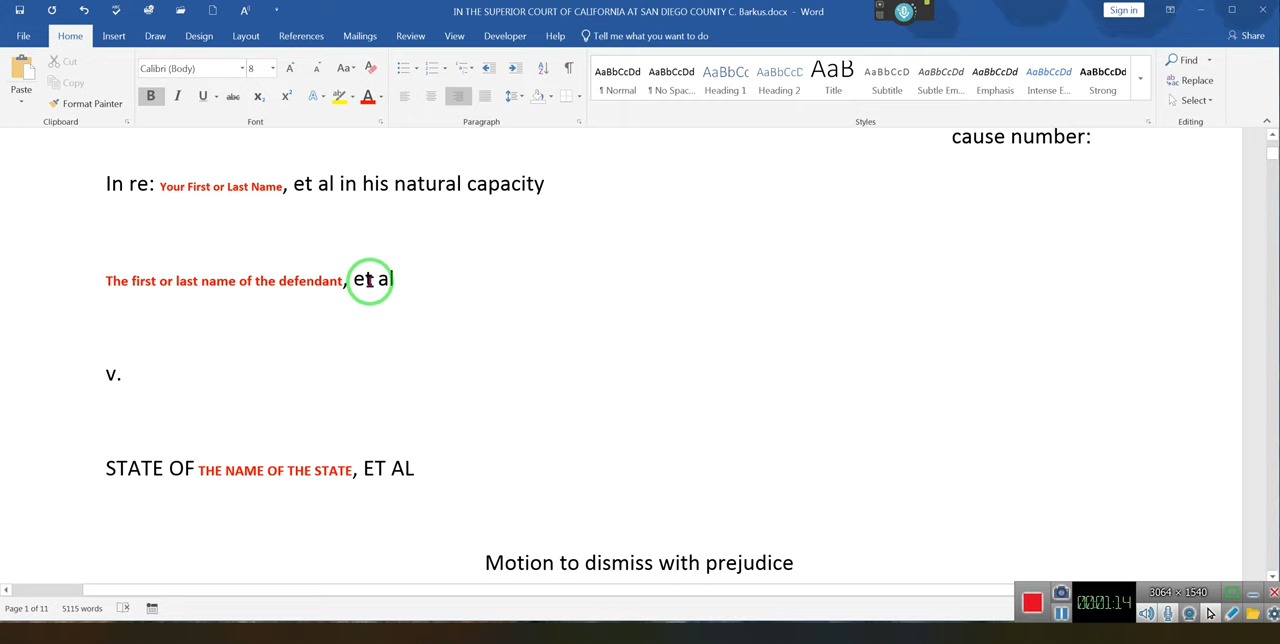 IN THE SUPERIOR COURT OF CALIFORNIA AT SAN DIEGO COUNTY C. Barkus.docx - Word
Sign in
File Home Insert Draw Design Layout References Mailings Review View Developer Help Tell me what you want to do Share
Paste
Cut
Copy
Format Painter
Clipboard
Calibri (Body) 8
Font
Paragraph
AaBbCcDd AaBbCcDd AaBbCc AaBbCcDd AaB AaBbCcD AaBbCcDd AaBbCcDd AaBbCcDd AaBbCcDd
¶ Normal ¶ No Spac... Heading 1 Heading 2 Title Subtitle Subtle Em... Emphasis Intense E... Strong
Styles
Find
Replace
Select
Editing
cause number:
In re: Your First or Last Name, et al in his natural capacity
The first or last name of the defendant, et al
v.
STATE OF THE NAME OF THE STATE, ET AL
Motion to dismiss with prejudice
Page 1 of 11 5115 words
00:01:14
3064 × 1540